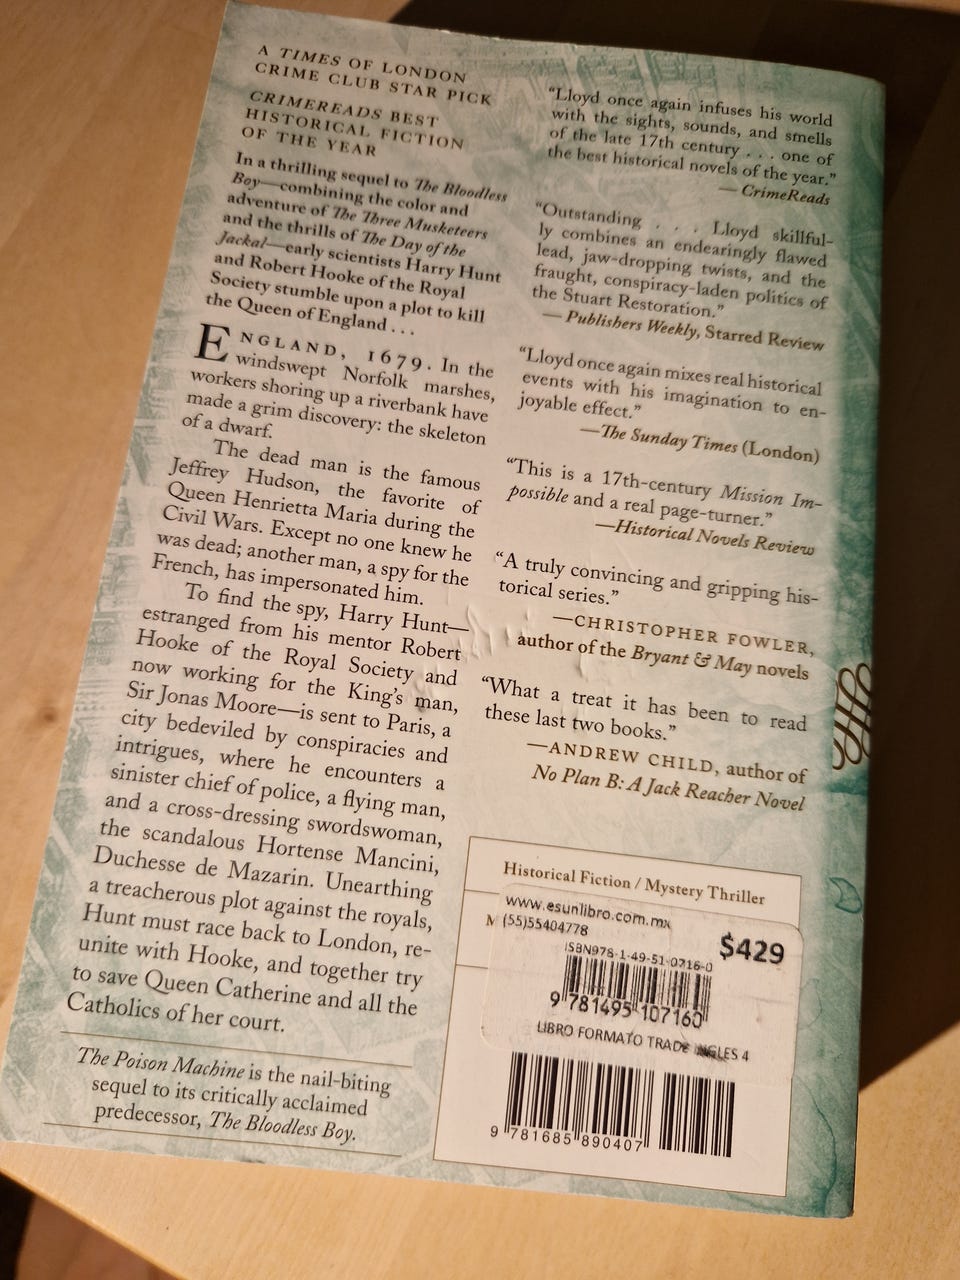 A TIMES OF LONDON
CRIME CLUB STAR PICK
CRIMEREADS BEST
HISTORICAL FICTION
OF THE YEAR
In a thrilling sequel to The Bloodless
Boy—combining the color and
adventure of The Three Musketeers
and the thrills of The Day of the
Jackal—early scientists Harry Hunt
and Robert Hooke of the Royal
Society stumble upon a plot to kill
the Queen of England . . .
ENGLAND, 1679. In the
windswept Norfolk marshes,
workers shoring up a riverbank have
made a grim discovery: the skeleton
of a dwarf.
The dead man is the famous
Jeffrey Hudson, the favorite of
Queen Henrietta Maria during the
Civil Wars. Except no one knew he
was dead; another man, a spy for the
French, has impersonated him.
To find the spy, Harry Hunt—
estranged from his mentor Robert
Hooke of the Royal Society and
now working for the King's man,
Sir Jonas Moore—is sent to Paris, a
city bedeviled by conspiracies and
intrigues, where he encounters a
sinister chief of police, a flying man,
and a cross-dressing swordswoman,
the scandalous Hortense Mancini,
Duchesse de Mazarin. Unearthing
a treacherous plot against the royals,
Hunt must race back to London, re-
unite with Hooke, and together try
to save Queen Catherine and all the
Catholics of her court.
The Poison Machine is the nail-biting
sequel to its critically acclaimed
predecessor, The Bloodless Boy.
"Lloyd once again infuses his world
with the sights, sounds, and smells
of the late 17th century . . . one of
the best historical novels of the year."
— CrimeReads
"Outstanding . . . Lloyd skillful-
ly combines an endearingly flawed
lead, jaw-dropping twists, and the
fraught, conspiracy-laden politics of
the Stuart Restoration."
— Publishers Weekly, Starred Review
"Lloyd once again mixes real historical
events with his imagination to en-
joyable effect."
—The Sunday Times (London)
"This is a 17th-century Mission Im-
possible and a real page-turner."
—Historical Novels Review
"A truly convincing and gripping his-
torical series."
—CHRISTOPHER FOWLER,
author of the Bryant & May novels
"What a treat it has been to read
these last two books."
—ANDREW CHILD, author of
No Plan B: A Jack Reacher Novel
Historical Fiction / Mystery Thriller
M
www.esunlibro.com.mx
(55)55404778
$429
ISBN978-1-49-51-0716-0
9 781495 107160
LIBRO FORMATO TRADE INGLES 4
9 781685 890407